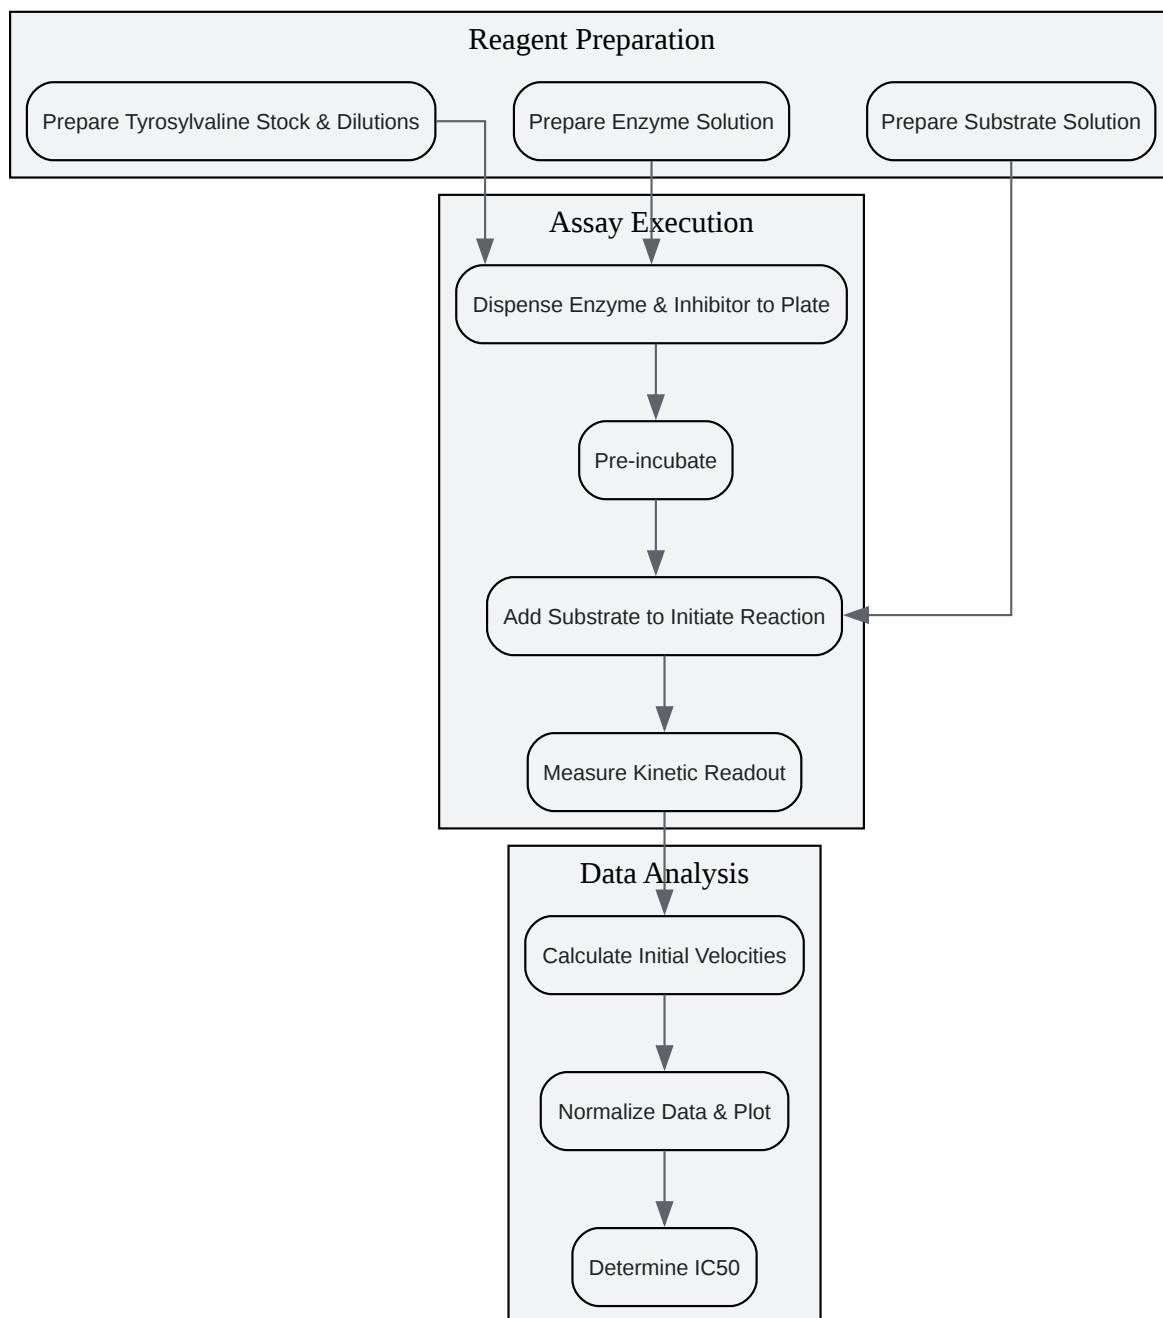 Reagent Preparation
Prepare Tyrosylvaline Stock & Dilutions
Prepare Enzyme Solution
Prepare Substrate Solution
Assay Execution
Dispense Enzyme & Inhibitor to Plate
Pre-incubate
Add Substrate to Initiate Reaction
Measure Kinetic Readout
Data Analysis
Calculate Initial Velocities
Normalize Data & Plot
Determine IC50